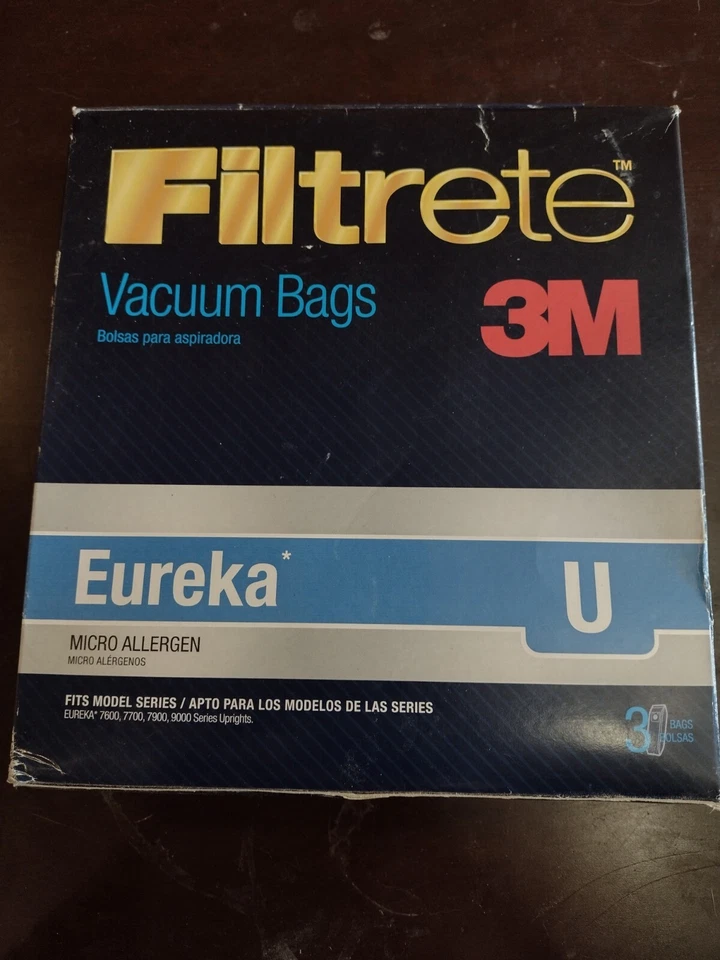 Filtrete™
Vacuum Bags
Bolsas para aspiradora
3M
Eureka*
U
MICRO ALLERGEN
MICRO ALÉRGENOS
FITS MODEL SERIES / APTO PARA LOS MODELOS DE LAS SERIES
EUREKA* 7600, 7700, 7900, 9000 Series Uprights.
3 BAGS
BOLSAS